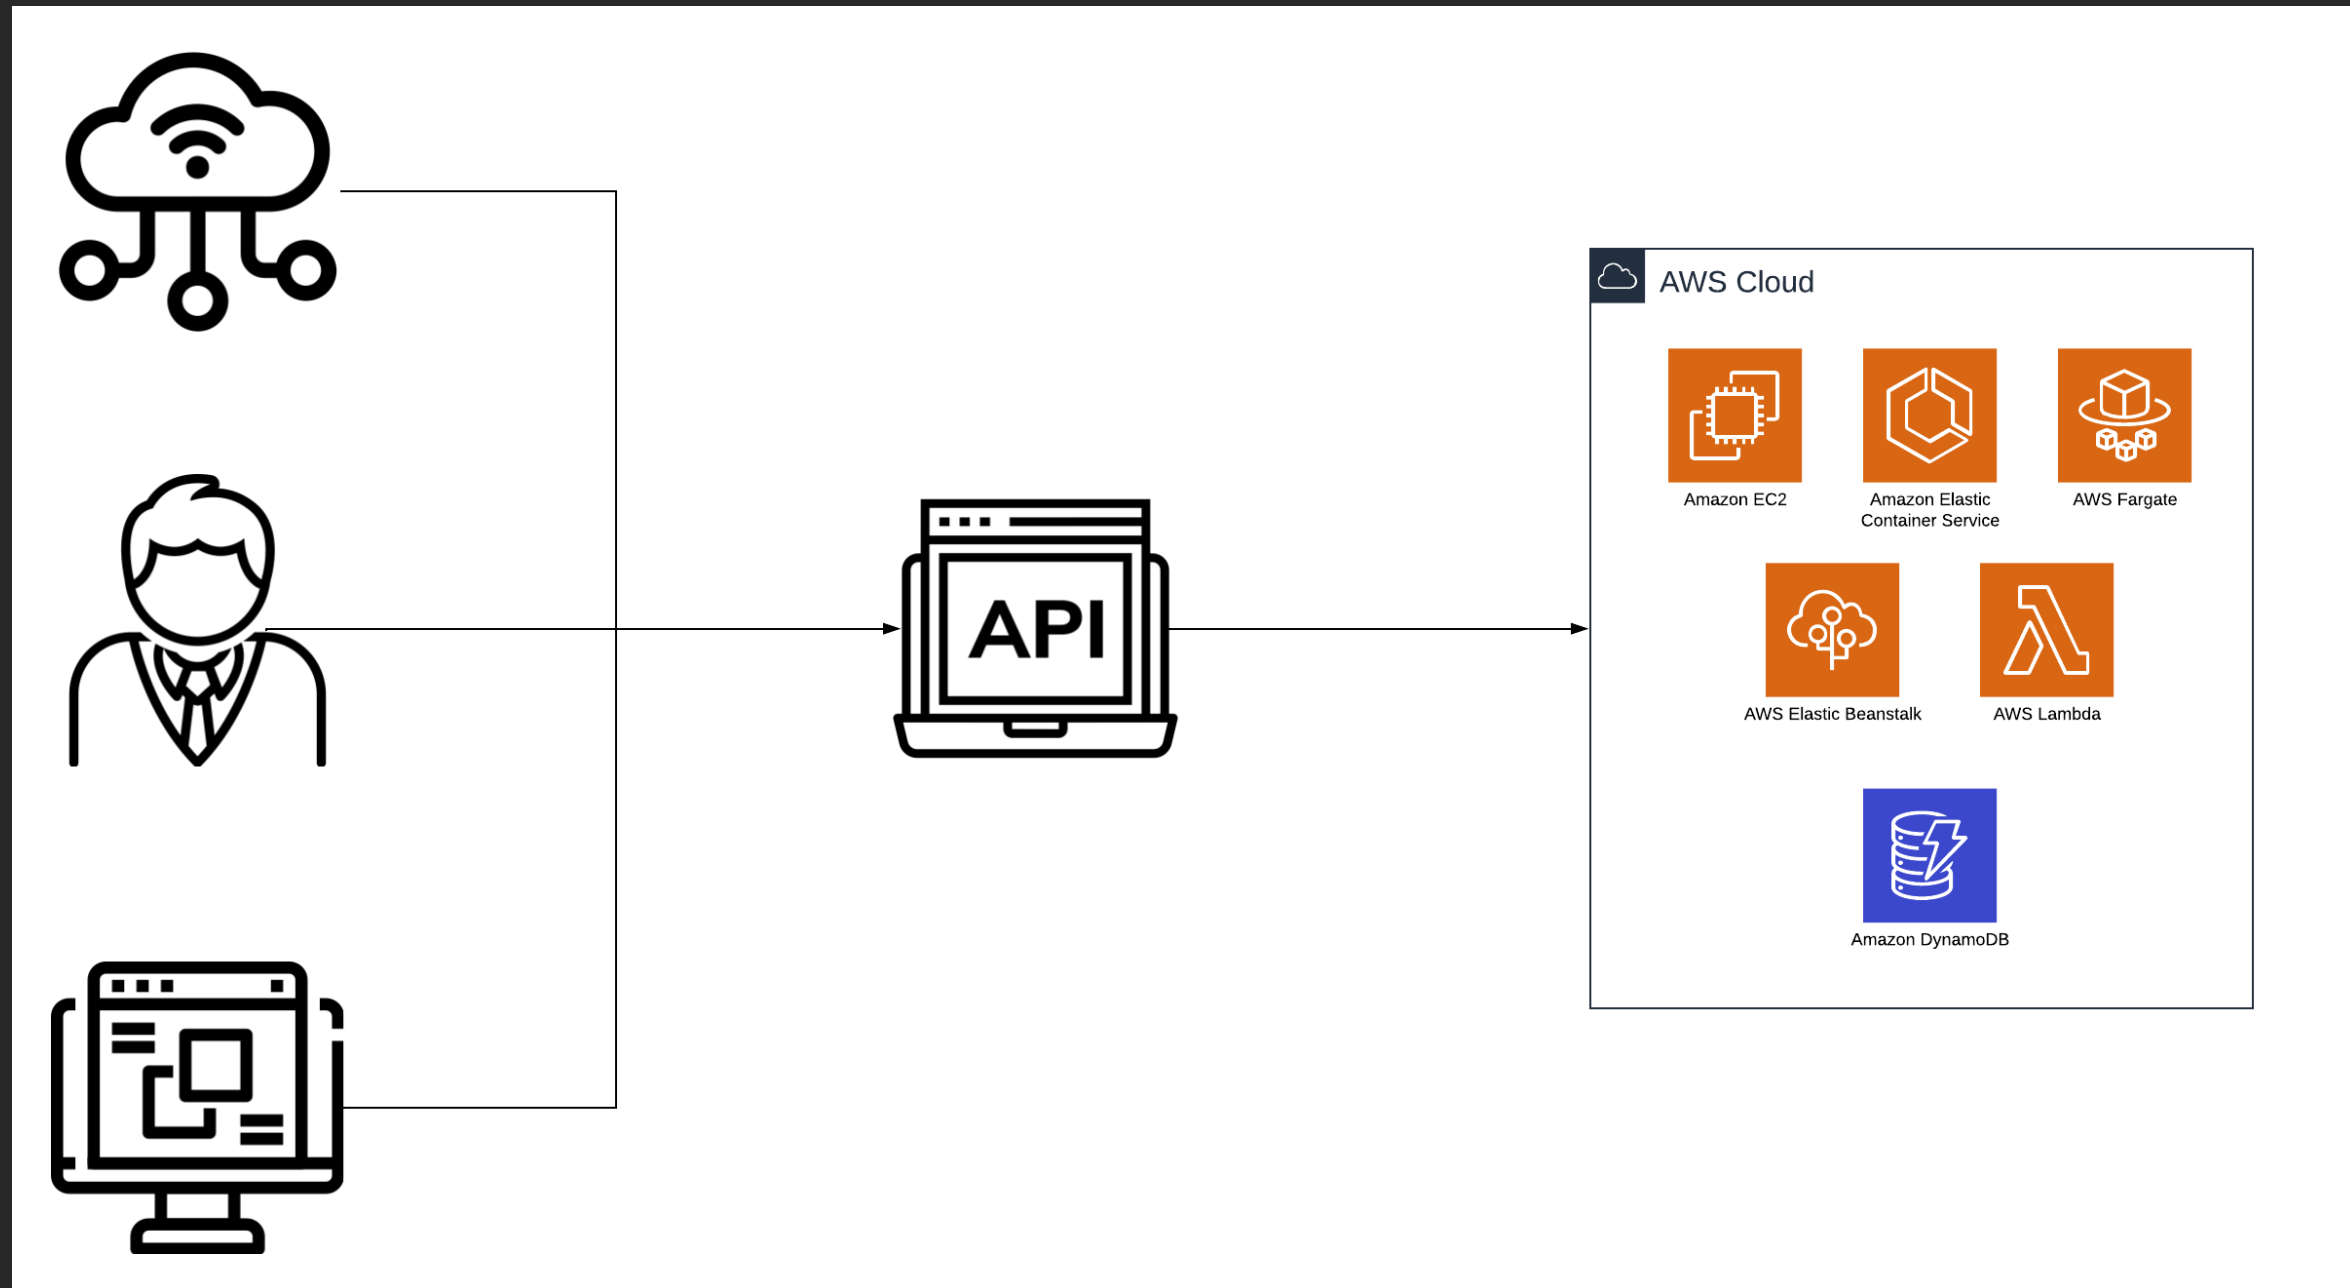 AWS Cloud
Amazon EC2
Amazon Elastic
Container Service
AWS Fargate
API
AWS Elastic Beanstalk
AWS Lambda
Amazon DynamoDB